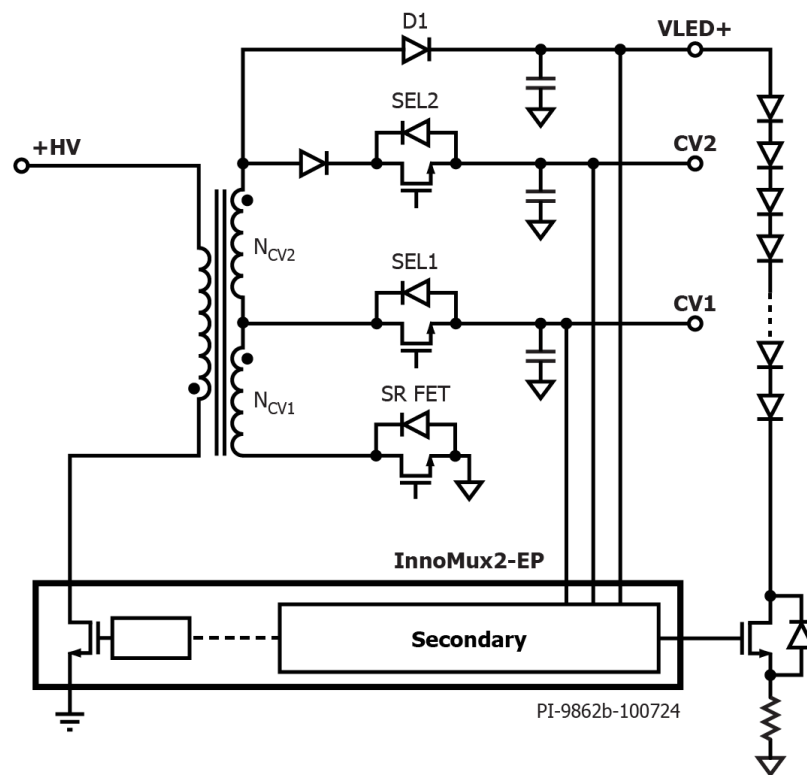 D1
VLED+
SEL2
+HV
CV2
NCV2
SEL1
CV1
SR FET
NCV1
InnoMux2-EP
Secondary
PI-9862b-100724